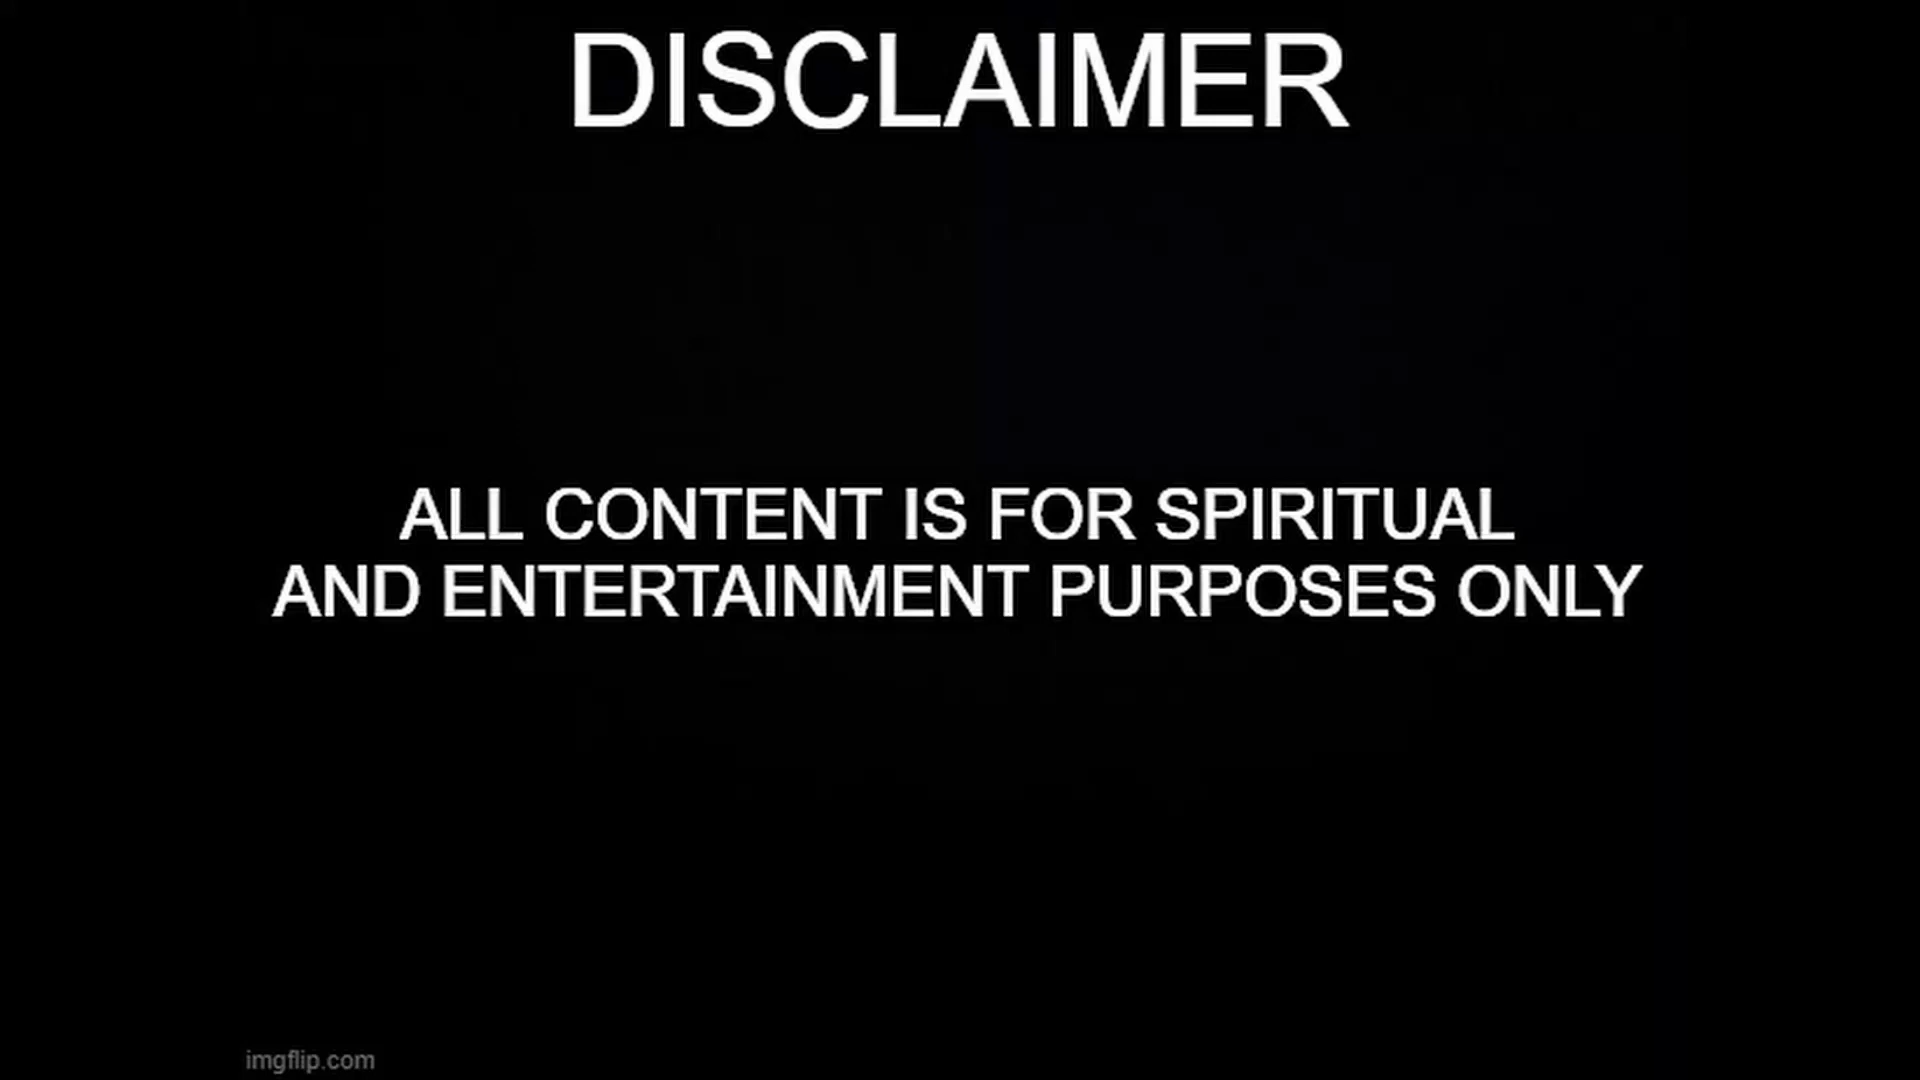 DISCLAIMER
ALL CONTENT IS FOR SPIRITUAL
AND ENTERTAINMENT PURPOSES ONLY
imgflip.com